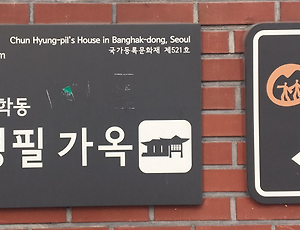 Chun Hyung-pil's House in Banghak-dong, Seoul
국가등록문화재 제521호
학동
필 가옥